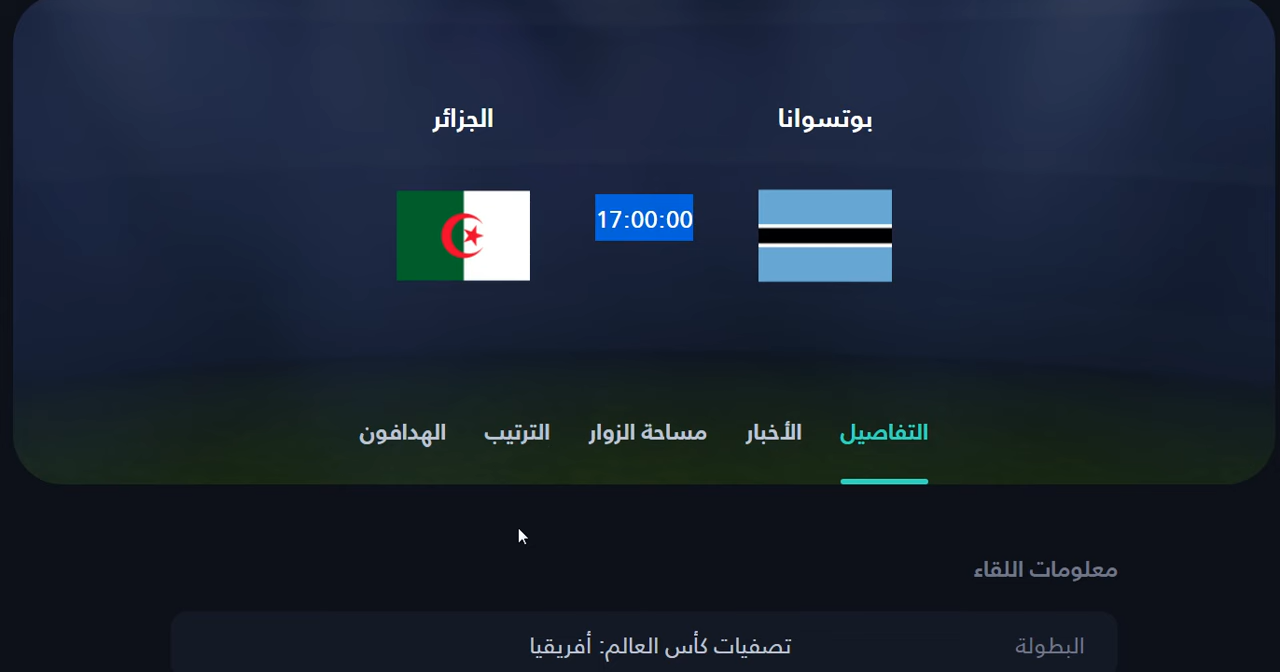 بوتسوانا
الجزائر
17:00:00
التفاصيل
الأخبار
مساحة الزوار
الترتيب
الهدافون
معلومات اللقاء
البطولة
تصفيات كأس العالم: أفريقيا